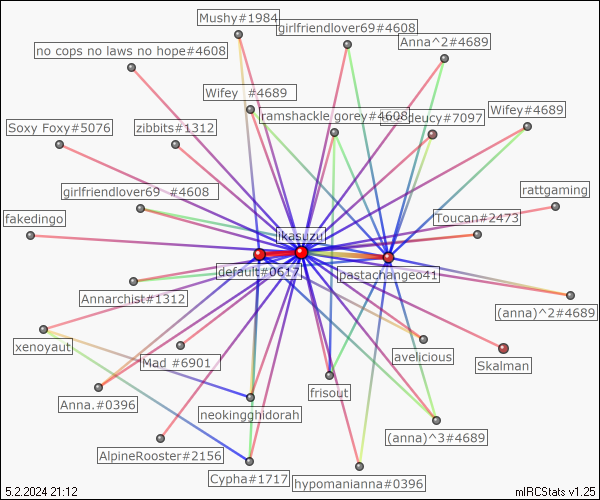 Mushy#1984
girlfriendlover69#4608
Anna^2#4689
no cops no laws no hope#4608
Wifey #4689
ramshackle gorey#4608
deucy#7097
Wifey#4689
Soxy Foxy#5076
zibbits#1312
girlfriendlover69 #4608
rattgaming
fakedingo
Toucan#2473
ikasuzu
default#0617
pastachange041
Annarchist#1312
(anna)^2#4689
xenoyaut
Mad #6901
avelicious
Skalman
Anna.#0396
neokingghidorah
frisout
(anna)^3#4689
AlpineRooster#2156
Cypha#1717
hypomanianna#0396
5.2.2024 21:12
mIRCStats v1.25